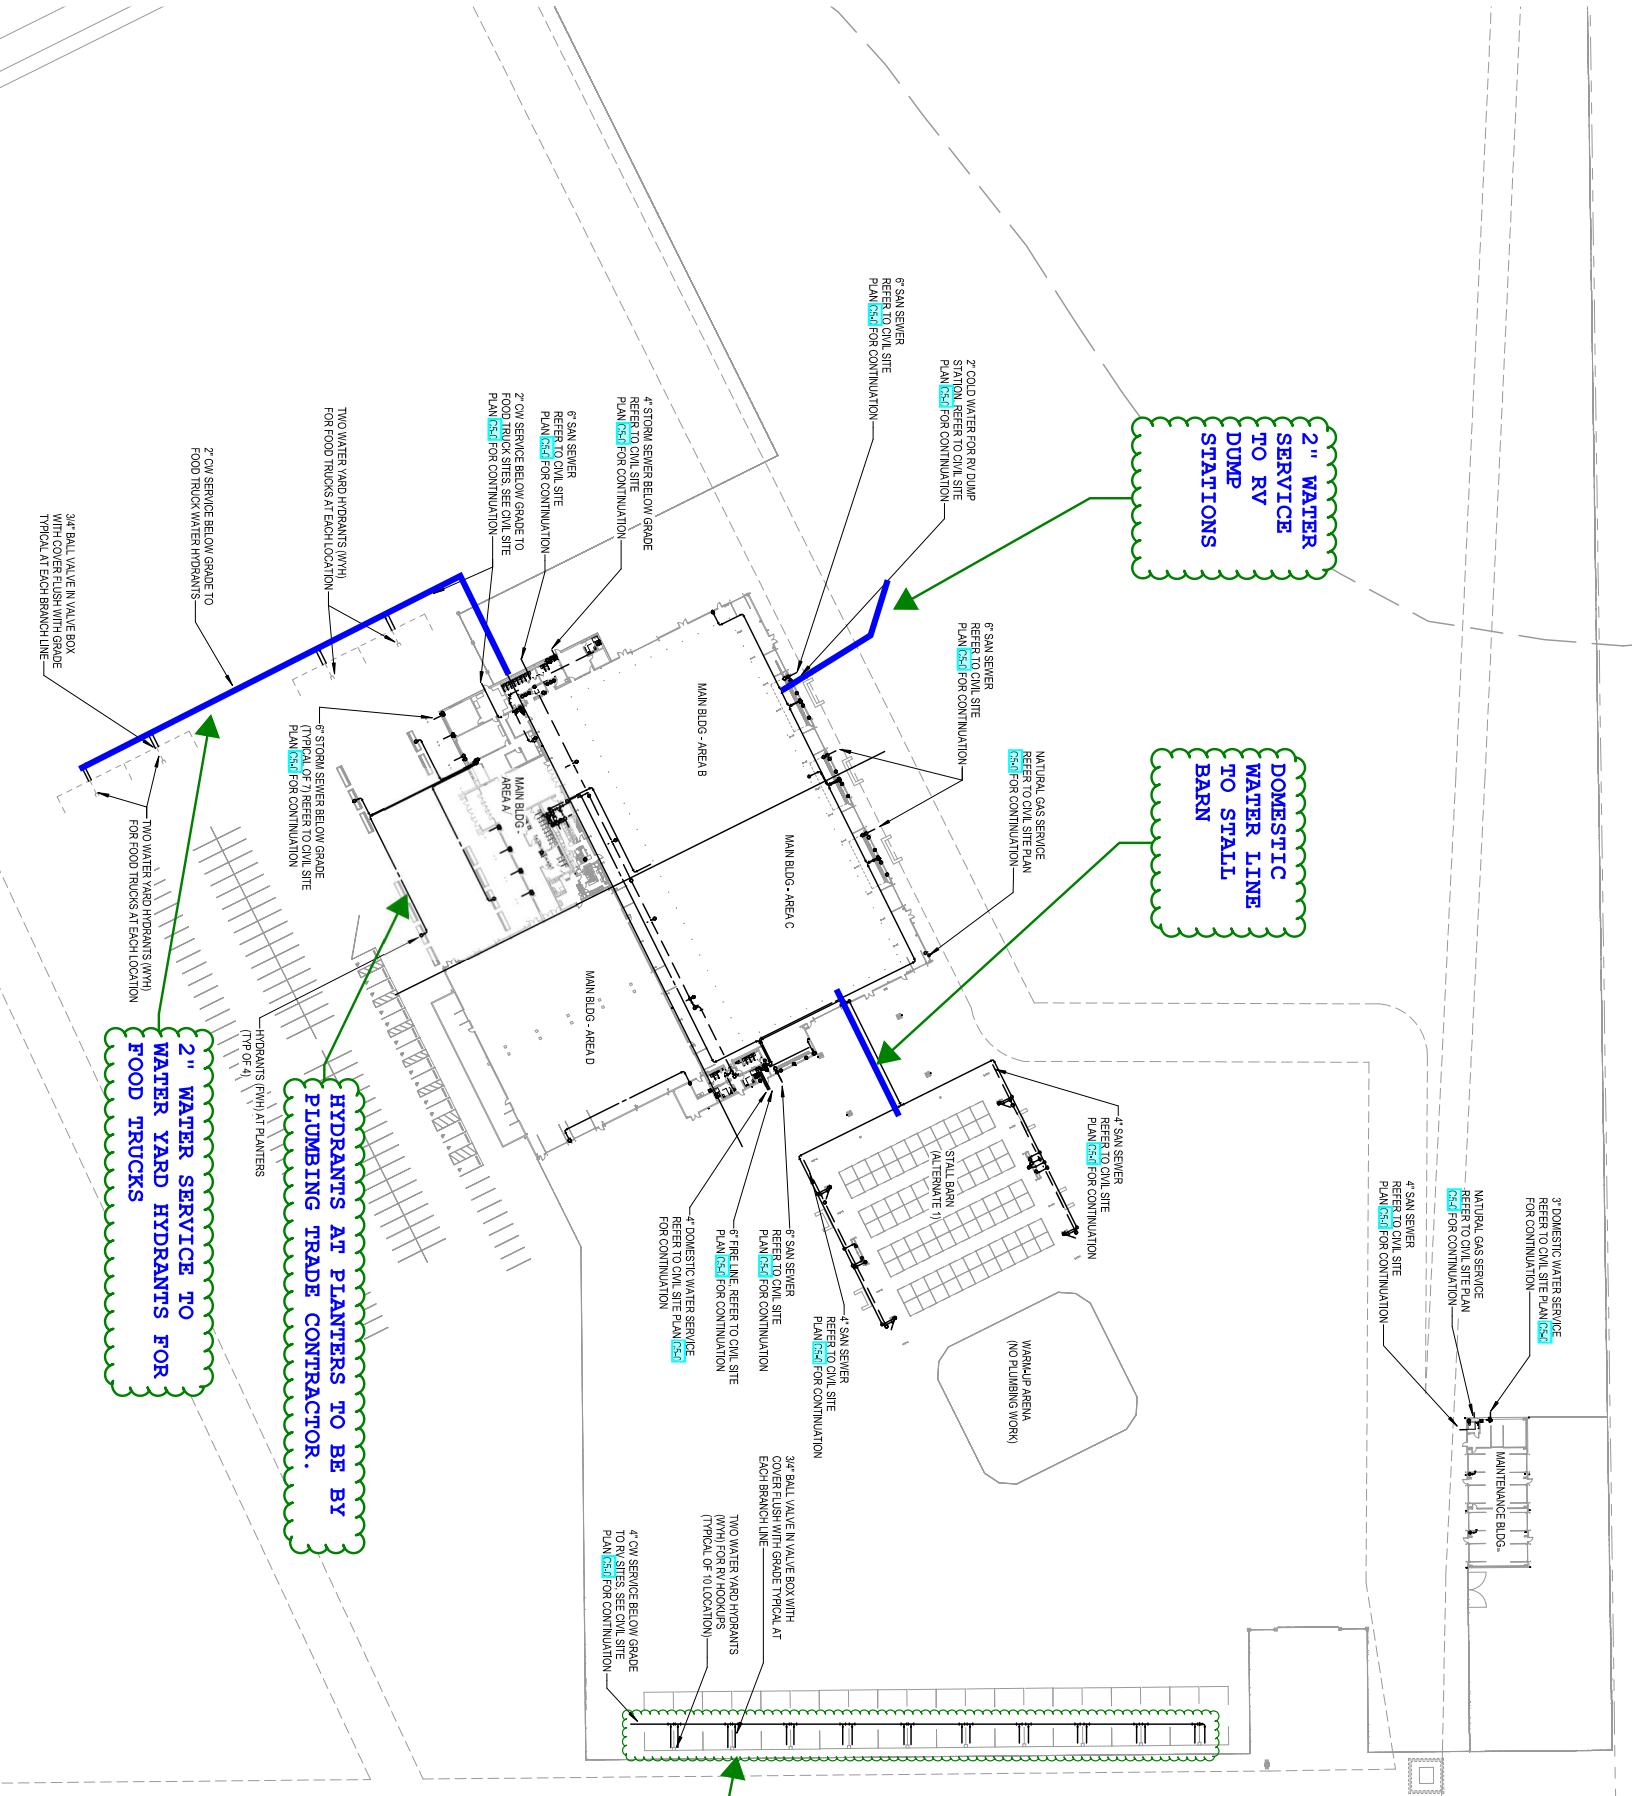 2" WATER
SERVICE
TO RV
DUMP
STATIONS
DOMESTIC
WATER LINE
TO STALL
BARN
2" WATER SERVICE TO
WATER YARD HYDRANTS FOR
FOOD TRUCKS
HYDRANTS AT PLANTERS TO BE BY
PLUMBING TRADE CONTRACTOR.
6" SAN SEWER
REFER TO CIVIL SITE
PLAN C5-0 FOR CONTINUATION
2" COLD WATER FOR RV DUMP
STATION, REFER TO CIVIL SITE
PLAN C5-0 FOR CONTINUATION
4" STORM SEWER BELOW GRADE
REFER TO CIVIL SITE
PLAN C5-0 FOR CONTINUATION
6" SAN SEWER
REFER TO CIVIL SITE
PLAN C5-0 FOR CONTINUATION
2" CW SERVICE BELOW GRADE TO
FOOD TRUCK SITES, SEE CIVIL SITE
PLAN C5-0 FOR CONTINUATION
TWO WATER YARD HYDRANTS (WYH)
FOR FOOD TRUCKS AT EACH LOCATION
2" CW SERVICE BELOW GRADE TO
FOOD TRUCK WATER HYDRANTS
3/4" BALL VALVE IN VALVE BOX
WITH COVER FLUSH WITH GRADE
TYPICAL AT EACH BRANCH LINE
6" SAN SEWER
REFER TO CIVIL SITE
PLAN C5-0 FOR CONTINUATION
NATURAL GAS SERVICE
REFER TO CIVIL SITE PLAN
C5-0 FOR CONTINUATION
MAIN BLDG - AREA B
MAIN BLDG - AREA C
MAIN BLDG -
AREA A
MAIN BLDG - AREA D
6" STORM SEWER BELOW GRADE
(TYPICAL OF 7) REFER TO CIVIL SITE
PLAN C5-0 FOR CONTINUATION
TWO WATER YARD HYDRANTS (WYH)
FOR FOOD TRUCKS AT EACH LOCATION
HYDRANTS (FWH) AT PLANTERS
(TYP OF 4)
4" SAN SEWER
REFER TO CIVIL SITE
PLAN C5-0 FOR CONTINUATION
STALL BARN
(ALTERNATE 1)
6" SAN SEWER
REFER TO CIVIL SITE
PLAN C5-0 FOR CONTINUATION
6" FIRE LINE, REFER TO CIVIL SITE
PLAN C5-0 FOR CONTINUATION
4" DOMESTIC WATER SERVICE
REFER TO CIVIL SITE PLAN C5-0
FOR CONTINUATION
4" SAN SEWER
REFER TO CIVIL SITE
PLAN C5-0 FOR CONTINUATION
WARM-UP ARENA
(NO PLUMBING WORK)
3" DOMESTIC WATER SERVICE
REFER TO CIVIL SITE PLAN C5-0
FOR CONTINUATION
NATURAL GAS SERVICE
REFER TO CIVIL SITE PLAN
C5-0 FOR CONTINUATION
4" SAN SEWER
REFER TO CIVIL SITE
PLAN C5-0 FOR CONTINUATION
MAINTENANCE BLDG
3/4" BALL VALVE IN VALVE BOX WITH
COVER FLUSH WITH GRADE TYPICAL AT
EACH BRANCH LINE
TWO WATER YARD HYDRANTS
(WYH) FOR RV HOOKUPS
(TYPICAL OF 10 LOCATION)
4" CW SERVICE BELOW GRADE
TO RV SITES, SEE CIVIL SITE
PLAN C5-0 FOR CONTINUATION